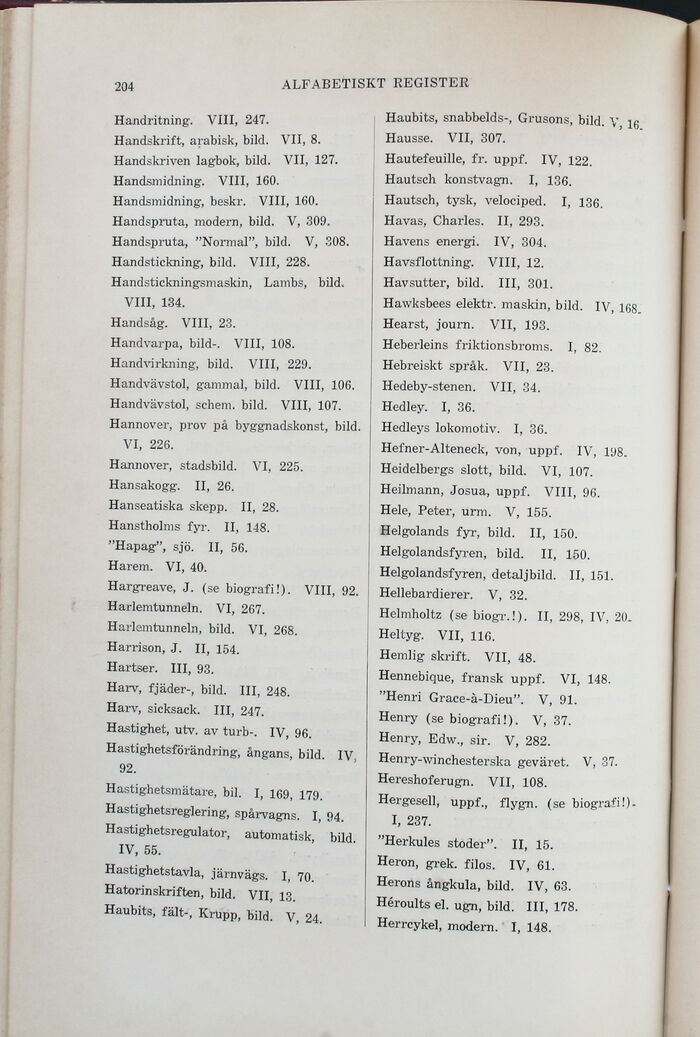 204
ALFABETISKT REGISTER
Handritning. VIII, 247.
Handskrift, arabisk, bild. VII, 8.
Handskriven lagbok, bild. VII, 127.
Handsmidning. VIII, 160.
Handsmidning, beskr. VIII, 160.
Handspruta, modern, bild. V, 309.
Handspruta, ”Normal”, bild. V, 308.
Handstickning, bild. VIII, 228.
Handstickningsmaskin, Lambs, bild.
VIII, 134.
Handsåg. VIII, 23.
Handvarpa, bild-. VIII, 108.
Handvirkning, bild. VIII, 229.
Handvävstol, gammal, bild. VIII, 106.
Handvävstol, schem. bild. VIII, 107.
Hannover, prov på byggnadskonst, bild.
VI, 226.
Hannover, stadsbild. VI, 225.
Hansakogg. II, 26.
Hanseatiska skepp. II, 28.
Hanstholms fyr. II, 148.
”Hapag”, sjö. II, 56.
Harem. VI, 40.
Hargreave, J. (se biografi!). VIII, 92.
Harlemtunneln. VI, 267.
Harlemtunneln, bild. VI, 268.
Harrison, J. II, 154.
Hartser. III, 93.
Harv, fjäder-, bild. III, 248.
Harv, sicksack. III, 247.
Hastighet, utv. av turb-. IV, 96.
Hastighetsförändring, ångans, bild. IV,
92.
Hastighetsmätare, bil. I, 169, 179.
Hastighetsreglering, spårvagns. I, 94.
Hastighetsregulator, automatisk, bild.
IV, 55.
Hastighetstavla, järnvägs. I, 70.
Hatorinskriften, bild. VII, 13.
Haubits, fält-, Krupp, bild. V, 24.
Haubits, snabbelds-, Grusons, bild. V, 16.
Hausse. VII, 307.
Hautefeuille, fr. uppf. IV, 122.
Hautsch konstvagn. I, 136.
Hautsch, tysk, velociped. I, 136.
Havas, Charles. II, 293.
Havens energi. IV, 304.
Havsflottning. VIII, 12.
Havsutter, bild. III, 301.
Hawksbees elektr. maskin, bild. IV, 168.
Hearst, journ. VII, 193.
Heberleins friktionsbroms. I, 82.
Hebreiskt språk. VII, 23.
Hedeby-stenen. VII, 34.
Hedley. I, 36.
Hedleys lokomotiv. I, 36.
Hefner-Alteneck, von, uppf. IV, 198.
Heidelbergs slott, bild. VI, 107.
Heilmann, Josua, uppf. VIII, 96.
Hele, Peter, urm. V, 155.
Helgolands fyr, bild. II, 150.
Helgolandsfyren, bild. II, 150.
Helgolandsfyren, detaljbild. II, 151.
Hellebardierer. V, 32.
Helmholtz (se biogr.!). II, 298, IV, 20.
Heltyg. VII, 116.
Hemlig skrift. VII, 48.
Hennebique, fransk uppf. VI, 148.
”Henri Grace-à-Dieu”. V, 91.
Henry (se biografi!). V, 37.
Henry, Edw., sir. V, 282.
Henry-winchesterska geväret. V, 37.
Hereshoferugn. VII, 108.
Hergesell, uppf., flygn. (se biografi!).
I, 237.
”Herkules stoder”. II, 15.
Heron, grek. filos. IV, 61.
Herons ångkula, bild. IV, 63.
Héroults el. ugn, bild. III, 178.
Herrcykel, modern. I, 148.